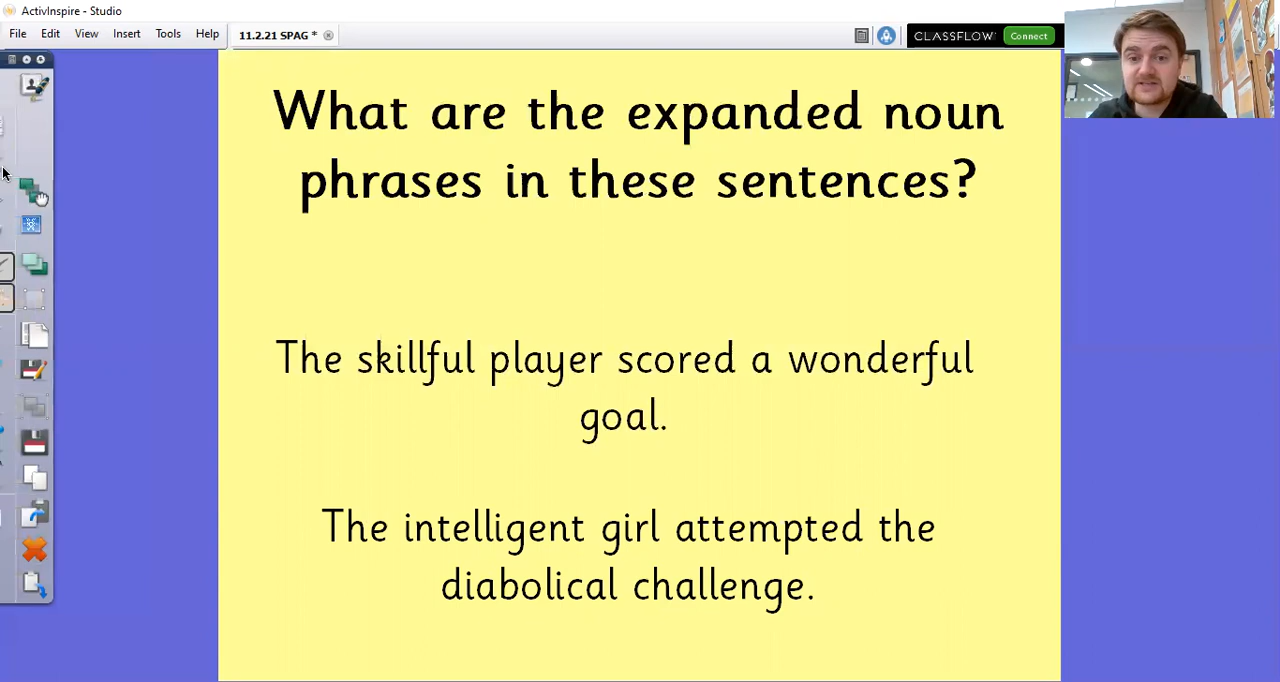 ActivInspire - Studio
File Edit View Insert Tools Help
11.2.21 SPAG *
CLASSFLOW Connect
What are the expanded noun
phrases in these sentences?
The skillful player scored a wonderful
goal.
The intelligent girl attempted the
diabolical challenge.